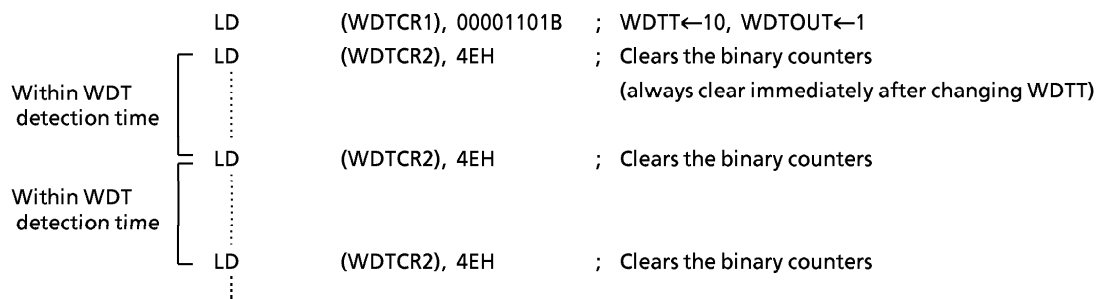 LD (WDTCR1), 00001101B ; WDTT←10, WDTOUT←1
LD (WDTCR2), 4EH ; Clears the binary counters
(always clear immediately after changing WDTT)
Within WDT
detection time
LD (WDTCR2), 4EH ; Clears the binary counters
Within WDT
detection time
LD (WDTCR2), 4EH ; Clears the binary counters